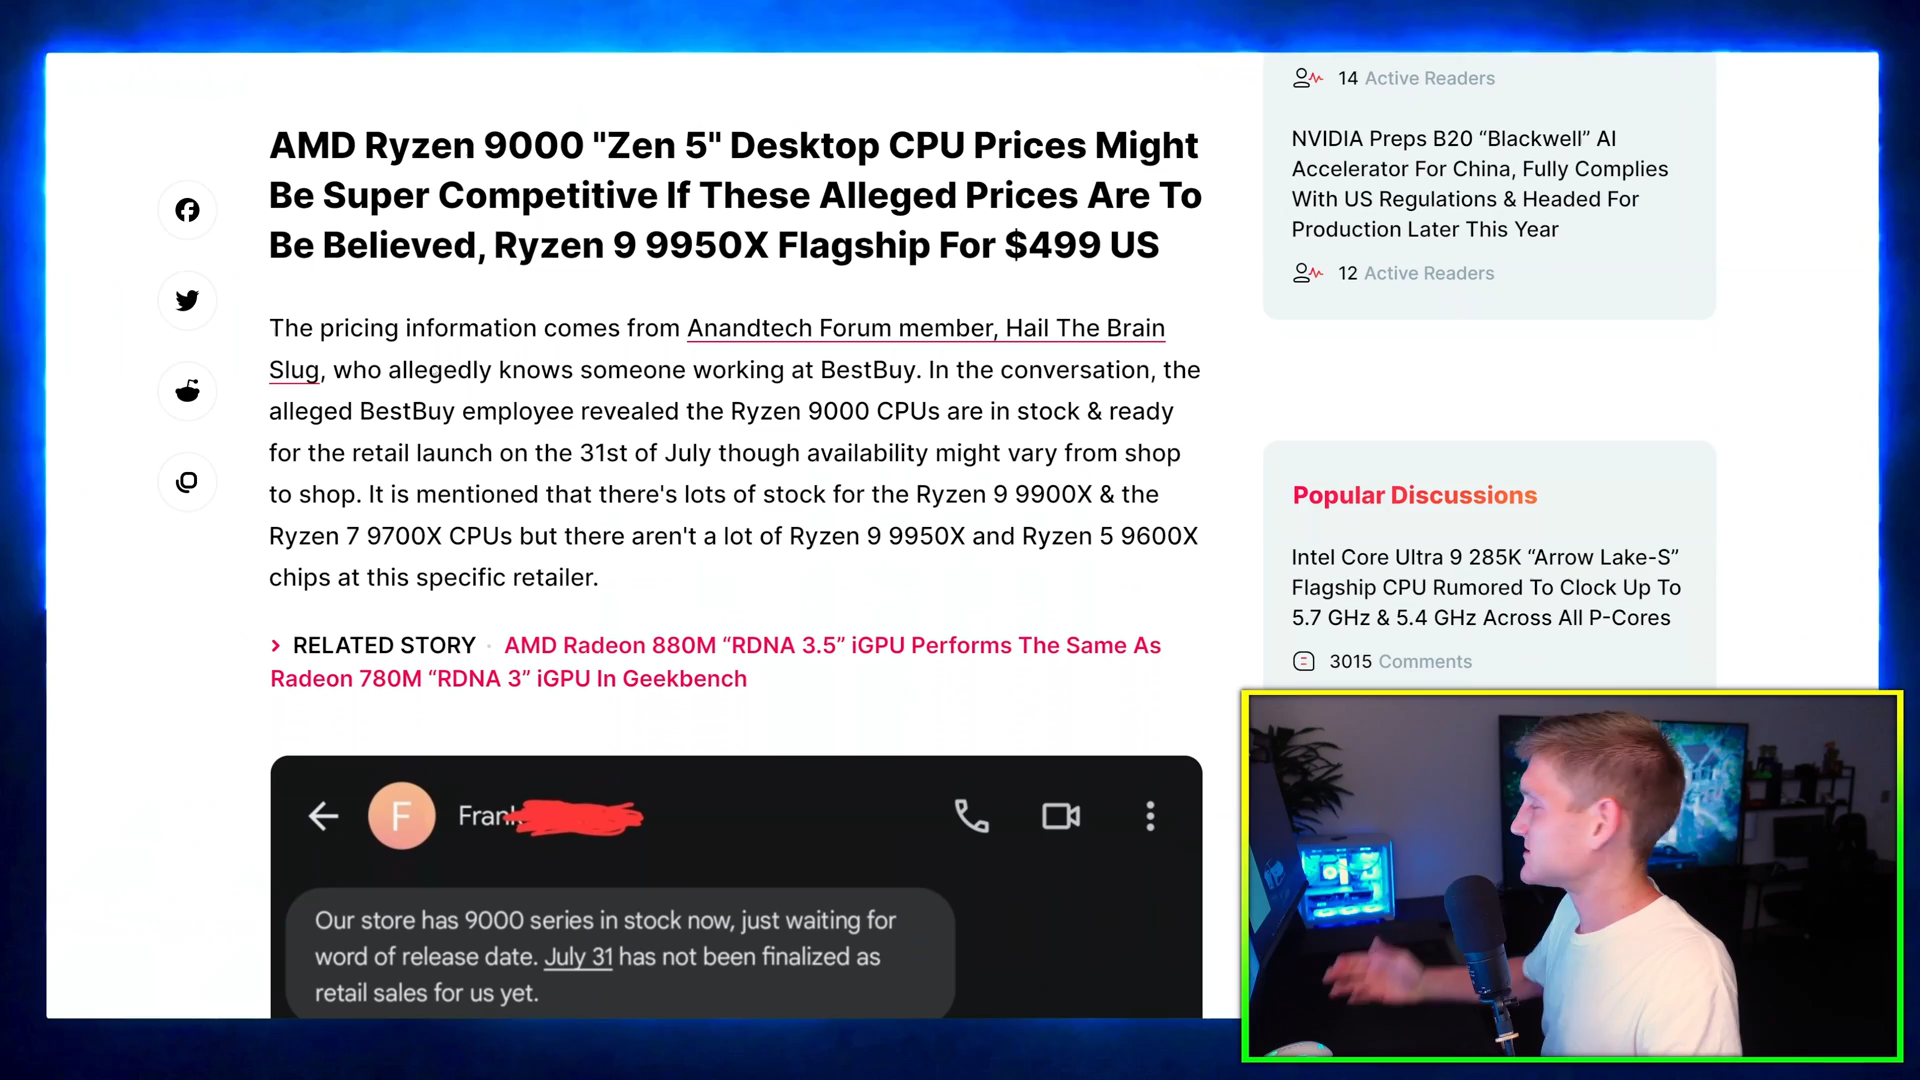 AMD Ryzen 9000 "Zen 5" Desktop CPU Prices Might
Be Super Competitive If These Alleged Prices Are To
Be Believed, Ryzen 9 9950X Flagship For $499 US
The pricing information comes from Anandtech Forum member, Hail The Brain
Slug, who allegedly knows someone working at BestBuy. In the conversation, the
alleged BestBuy employee revealed the Ryzen 9000 CPUs are in stock & ready
for the retail launch on the 31st of July though availability might vary from shop
to shop. It is mentioned that there's lots of stock for the Ryzen 9 9900X & the
Ryzen 7 9700X CPUs but there aren't a lot of Ryzen 9 9950X and Ryzen 5 9600X
chips at this specific retailer.
RELATED STORY · AMD Radeon 880M “RDNA 3.5” iGPU Performs The Same As
Radeon 780M “RDNA 3” iGPU In Geekbench
F Frank
Our store has 9000 series in stock now, just waiting for
word of release date. July 31 has not been finalized as
retail sales for us yet.
14 Active Readers
NVIDIA Preps B20 “Blackwell” AI
Accelerator For China, Fully Complies
With US Regulations & Headed For
Production Later This Year
12 Active Readers
Popular Discussions
Intel Core Ultra 9 285K “Arrow Lake-S”
Flagship CPU Rumored To Clock Up To
5.7 GHz & 5.4 GHz Across All P-Cores
3015 Comments